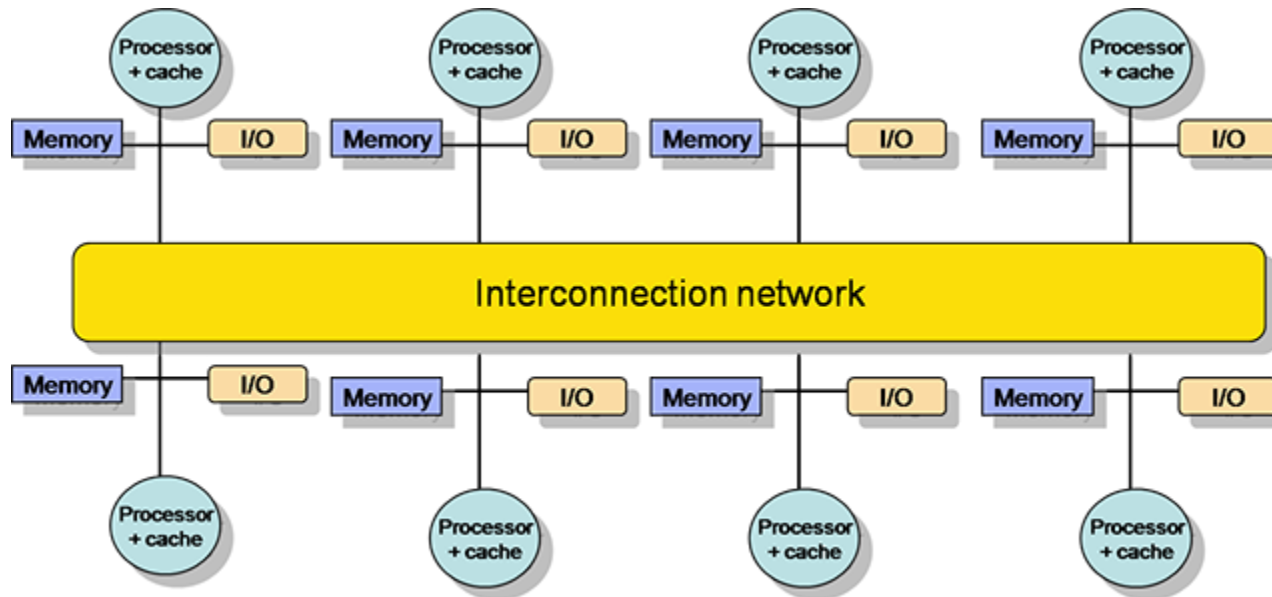 Processor
+ cache
Processor
+ cache
Processor
+ cache
Processor
+ cache
Memory
I/O
Memory
I/O
Memory
I/O
Memory
I/O
Interconnection network
Memory
I/O
Memory
I/O
Memory
I/O
Memory
I/O
Processor
+ cache
Processor
+ cache
Processor
+ cache
Processor
+ cache